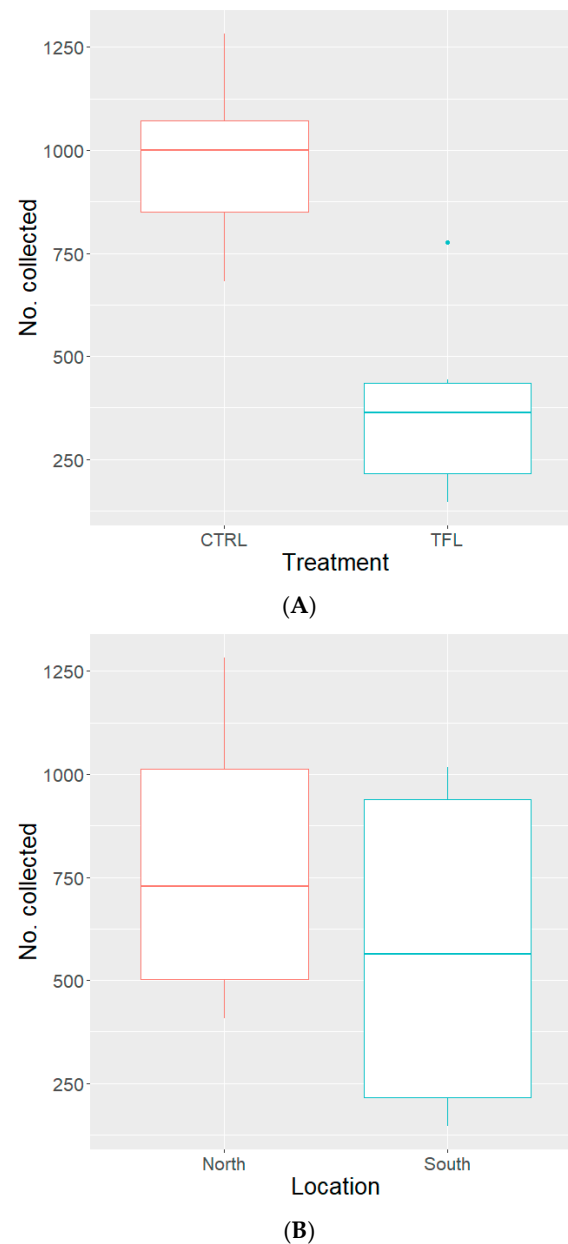 1250
1000
750
500
250
No. collected
CTRL TFL
Treatment
(A)
1250
1000
750
500
250
No. collected
North South
Location
(B)